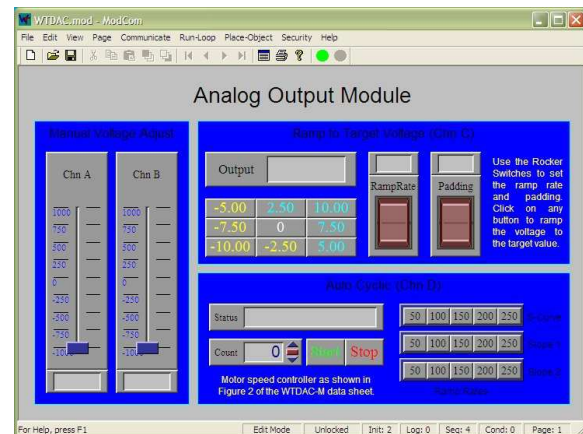 WTDAC.mod - ModCom
File Edit View Page Communicate Run-Loop Place-Object Security Help
Analog Output Module
Manual Voltage Adjust
Chn A
Chn B
1000 1000
750 750
500 500
250 250
0 0
-250 -250
-500 -500
-750 -750
Ramp to Target Voltage (Chn C)
Output
RampRate
Padding
-5.00 2.50 10.00
-7.50 0 7.50
-10.00 -2.50 5.00
Use the Rocker
Switches to set
the ramp rate
and padding.
Click on any
button to ramp
the voltage to
the target value.
Auto Cyclic (Chn D)
Status
Count 0 Start Stop
Motor speed controller as shown in
Figure 2 of the WTDAC-M data sheet.
50 100 150 200 250
50 100 150 200 250
50 100 150 200 250
Ramp Rates
For Help, press F1
Edit Mode Unlocked Init: 2 Log: 0 Seq: 4 Cond: 0 Page: 1